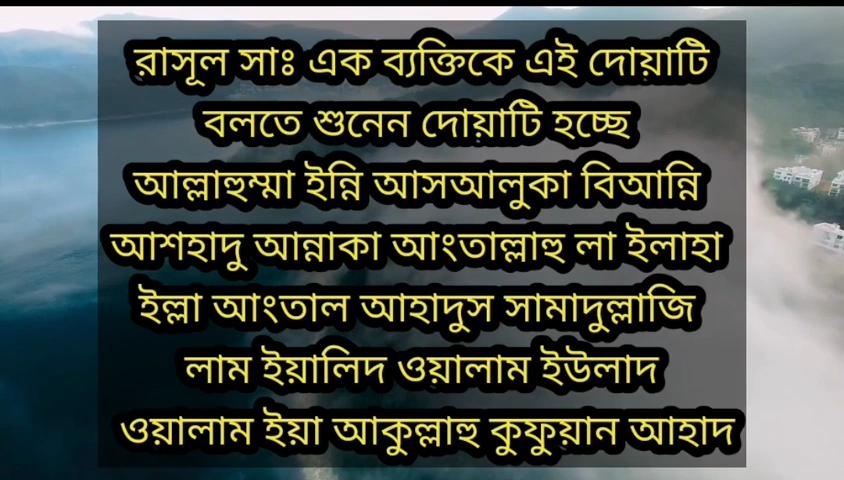 রাসূল সাঃ এক ব্যক্তিকে এই দোয়াটি
বলতে শুনেন দোয়াটি হচ্ছে
আল্লাহুম্মা ইন্নি আসআলুকা বিআন্নি
আশহাদু আন্নাকা আংতাল্লাহু লা ইলাহা
ইল্লা আংতাল আহাদুস সামাদুল্লাজি
লাম ইয়ালিদ ওয়ালাম ইউলাদ
ওয়ালাম ইয়া আকুল্লাহু কুফুয়ান আহাদ